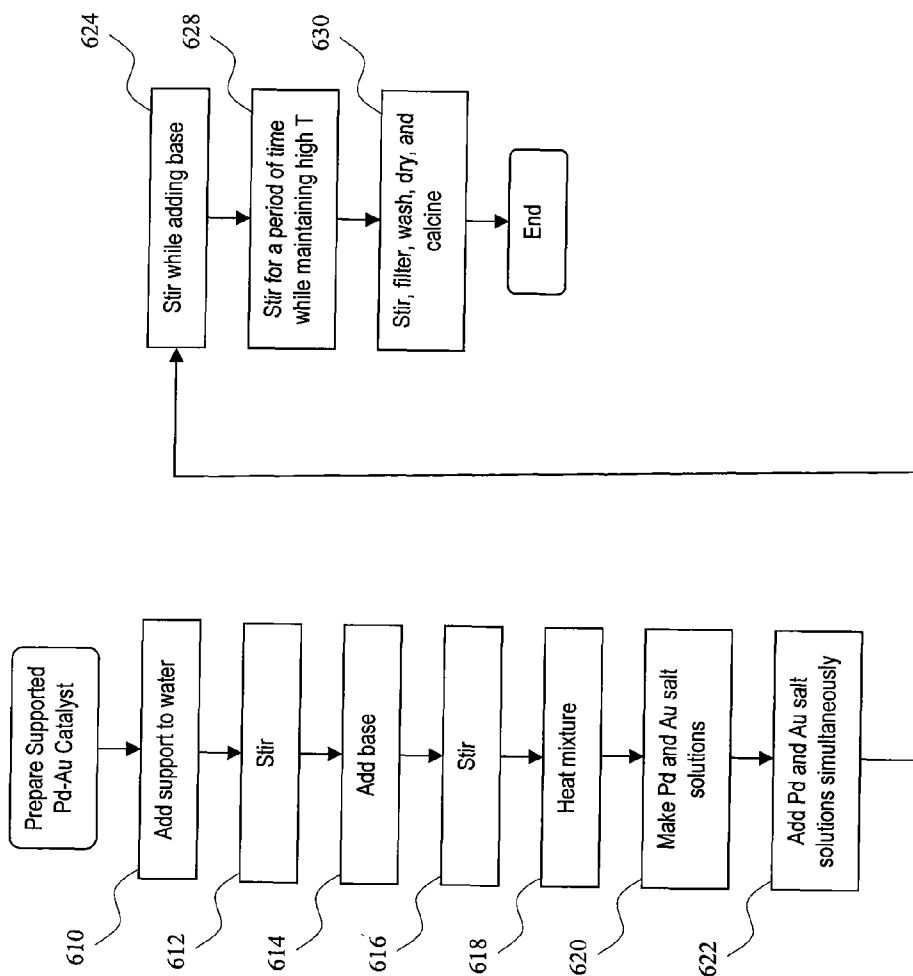 Prepare Supported
Pd-Au Catalyst
610
Add support to water
612
Stir
614
Add base
616
Stir
618
Heat mixture
620
Make Pd and Au salt
solutions
622
Add Pd and Au salt
solutions simultaneously
624
Stir while adding base
628
Stir for a period of time
while maintaining high T
630
Stir, filter, wash, dry, and
calcine
End